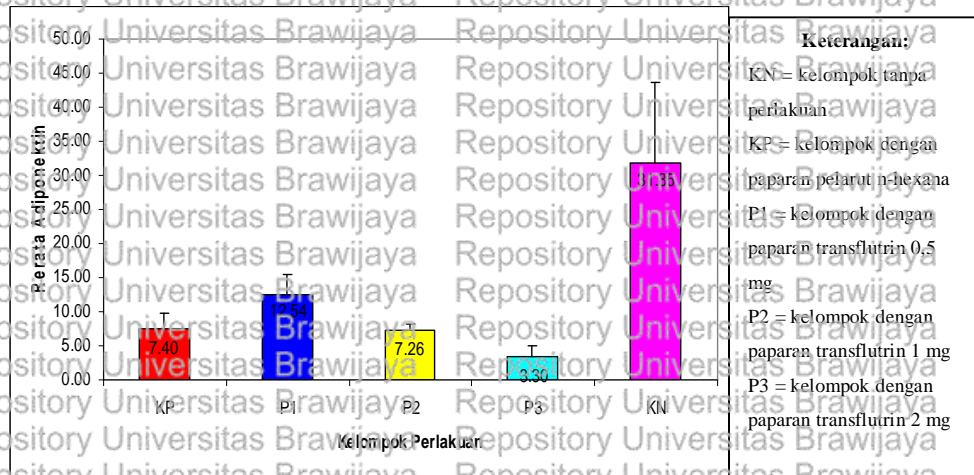 50.00
45.00
40.00
35.00
30.00
25.00
20.00
15.00
10.00
5.00
0.00
Rerata Adiponektin
7.40
12.54
7.26
3.30
KP
P1
P2
P3
KN
Kelompok Perlakuan
Keterangan:
KN = kelompok tanpa
perlakuan
KP = kelompok dengan
paparan pelarut n-hexana
P1 = kelompok dengan
paparan transflutrin 0,5
mg
P2 = kelompok dengan
paparan transflutrin 1 mg
P3 = kelompok dengan
paparan transflutrin 2 mg
Repository Universitas Brawijaya